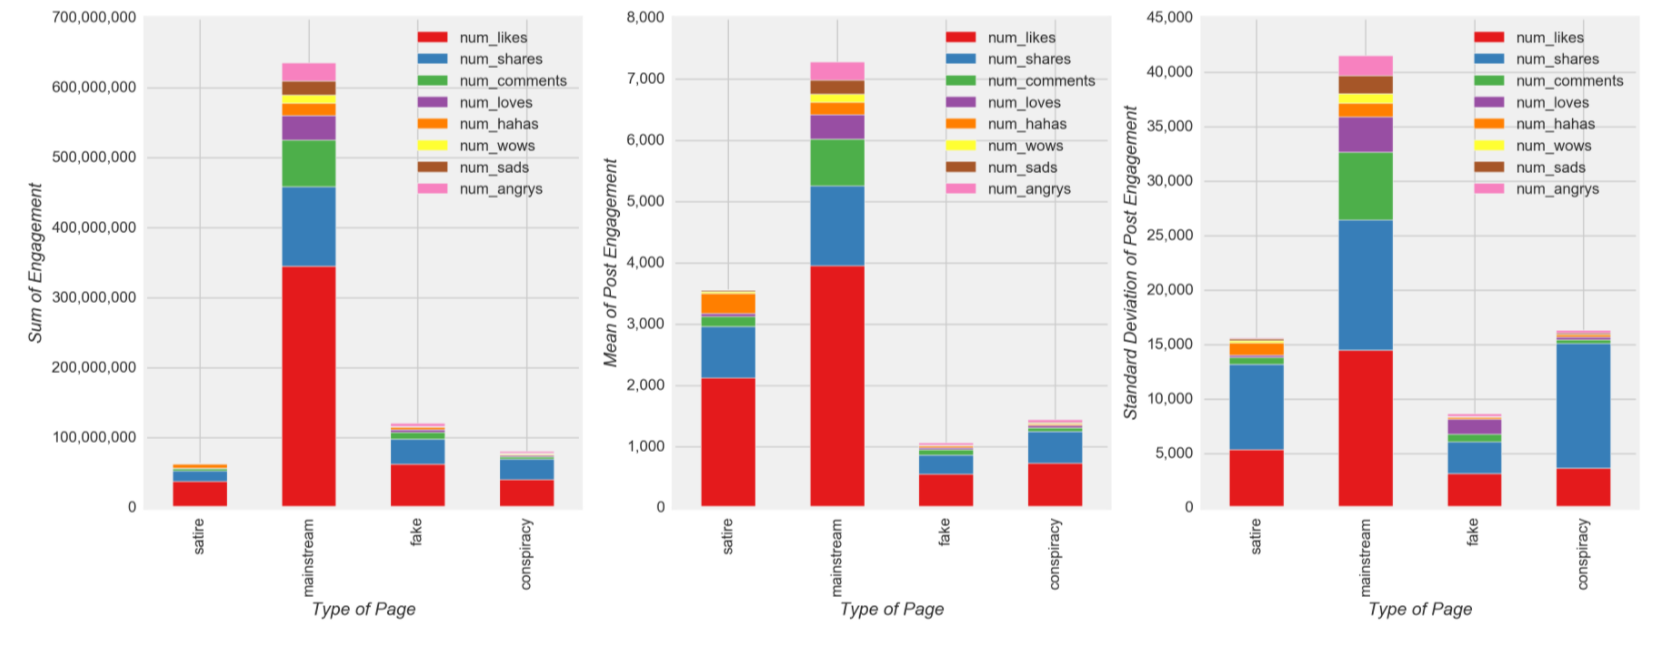 700,000,000
600,000,000
500,000,000
400,000,000
300,000,000
200,000,000
100,000,000
0
Sum of Engagement
num_likes
num_shares
num_comments
num_loves
num_hahas
num_wows
num_sads
num_angrys
satire
mainstream
fake
conspiracy
Type of Page
8,000
7,000
6,000
5,000
4,000
3,000
2,000
1,000
0
Mean of Post Engagement
num_likes
num_shares
num_comments
num_loves
num_hahas
num_wows
num_sads
num_angrys
satire
mainstream
fake
conspiracy
Type of Page
45,000
40,000
35,000
30,000
25,000
20,000
15,000
10,000
5,000
0
Standard Deviation of Post Engagement
num_likes
num_shares
num_comments
num_loves
num_hahas
num_wows
num_sads
num_angrys
satire
mainstream
fake
conspiracy
Type of Page